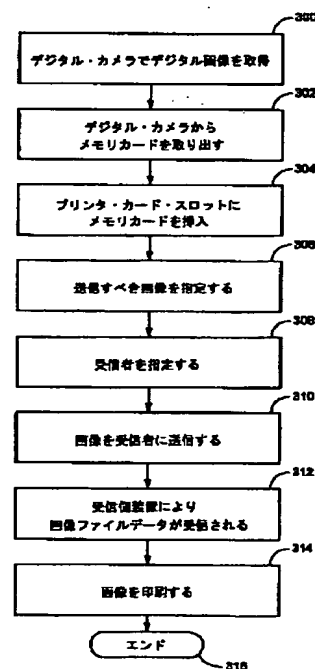 300
デジタル・カメラでデジタル画像を取得
302
デジタル・カメラから
メモリカードを取り出す
304
プリンタ・カード・スロットに
メモリカードを挿入
306
送信すべき画像を指定する
308
受信者を指定する
310
画像を受信者に送信する
312
受信側装置により
画像ファイルデータが受信される
314
画像を印刷する
エンド
316